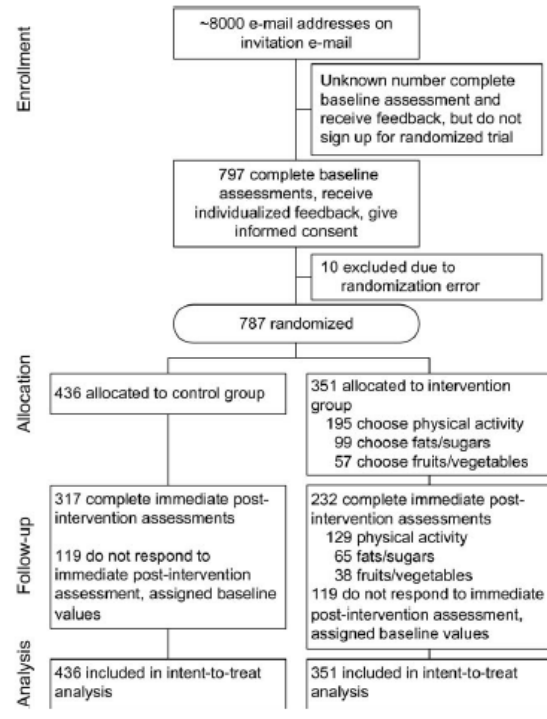 Enrollment
~8000 e-mail addresses on
invitation e-mail
Unknown number complete
baseline assessment and
receive feedback, but do not
sign up for randomized trial
797 complete baseline
assessments, receive
individualized feedback, give
informed consent
10 excluded due to
randomization error
787 randomized
Allocation
436 allocated to control group
351 allocated to intervention
group
195 choose physical activity
99 choose fats/sugars
57 choose fruits/vegetables
Follow-up
317 complete immediate post-
intervention assessments
119 do not respond to
immediate post-intervention
assessment, assigned baseline
values
232 complete immediate post-
intervention assessments
129 physical activity
65 fats/sugars
38 fruits/vegetables
119 do not respond to immediate
post-intervention assessment,
assigned baseline values
Analysis
436 included in intent-to-treat
analysis
351 included in intent-to-treat
analysis